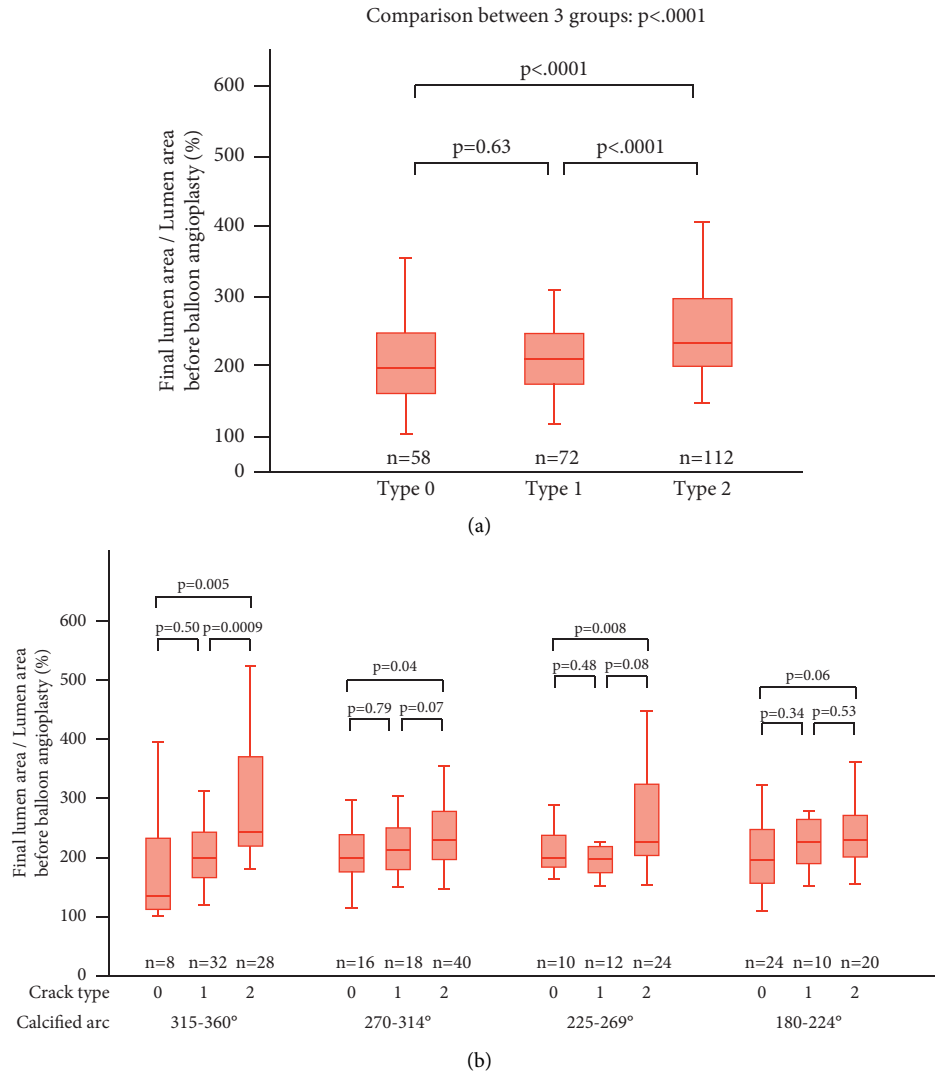 Comparison between 3 groups: p<.0001
Final lumen area / Lumen area
before balloon angioplasty (%)
600
500
400
300
200
100
0
p<.0001
p=0.63
p<.0001
n=58
n=72
n=112
Type 0
Type 1
Type 2
(a)
Final lumen area / Lumen area
before balloon angioplasty (%)
600
500
400
300
200
100
0
p=0.005
p=0.50
p=0.0009
p=0.04
p=0.79
p=0.07
p=0.008
p=0.48
p=0.08
p=0.06
p=0.34
p=0.53
n=8
n=32
n=28
n=16
n=18
n=40
n=10
n=12
n=24
n=24
n=10
n=20
Crack type
0
1
2
0
1
2
0
1
2
0
1
2
Calcified arc
315-360º
270-314º
225-269º
180-224º
(b)